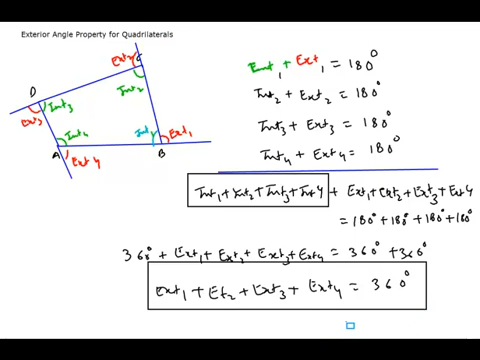 Exterior Angle Property for Quadrilaterals
Ext2
C
Int2
D
Int3
Ext3
Int4
A
Ext4
Int1
Ext1
B
Int1 + Ext1 = 180°
Int2 + Ext2 = 180°
Int3 + Ext3 = 180°
Int4 + Ext4 = 180°
Int1 + Int2 + Int3 + Int4 + Ext1 + Ext2 + Ext3 + Ext4
= 180° + 180° + 180° + 180°
360° + Ext1 + Ext2 + Ext3 + Ext4 = 360° + 360°
Ext1 + Et2 + Ext3 + Ext4 = 360°